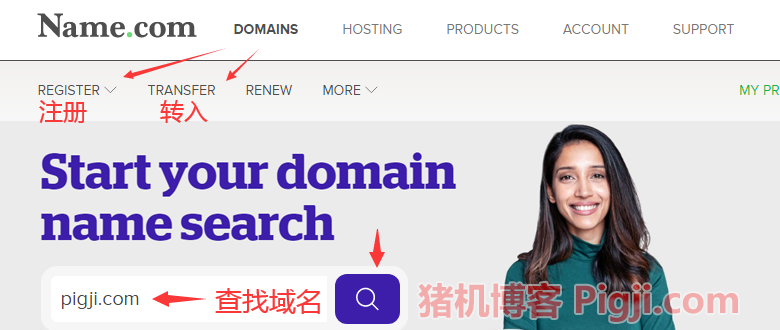 Name.com DOMAINS HOSTING PRODUCTS ACCOUNT SUPPORT
REGISTER TRANSFER RENEW MORE MY PR
注册 转入
Start your domain
name search
pigji.com 查找域名
猪机博客 Pigji.com